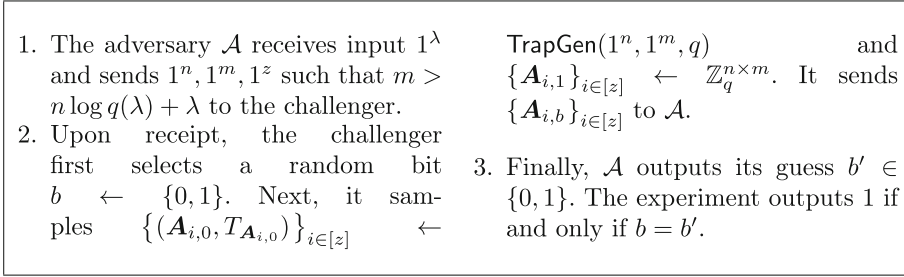 1. The adversary 𝒜 receives input 1^λ
and sends 1^n, 1^m, 1^z such that m >
n log q(λ) + λ to the challenger.
2. Upon receipt, the challenger
first selects a random bit
b ← {0, 1}. Next, it sam-
ples {(𝑨_{i,0}, T_{𝑨_{i,0}})}_{i∈[z]} ←
TrapGen(1^n, 1^m, q) and
{𝑨_{i,1}}_{i∈[z]} ← ℤ_q^{n×m}. It sends
{𝑨_{i,b}}_{i∈[z]} to 𝒜.
3. Finally, 𝒜 outputs its guess b′ ∈
{0, 1}. The experiment outputs 1 if
and only if b = b′.